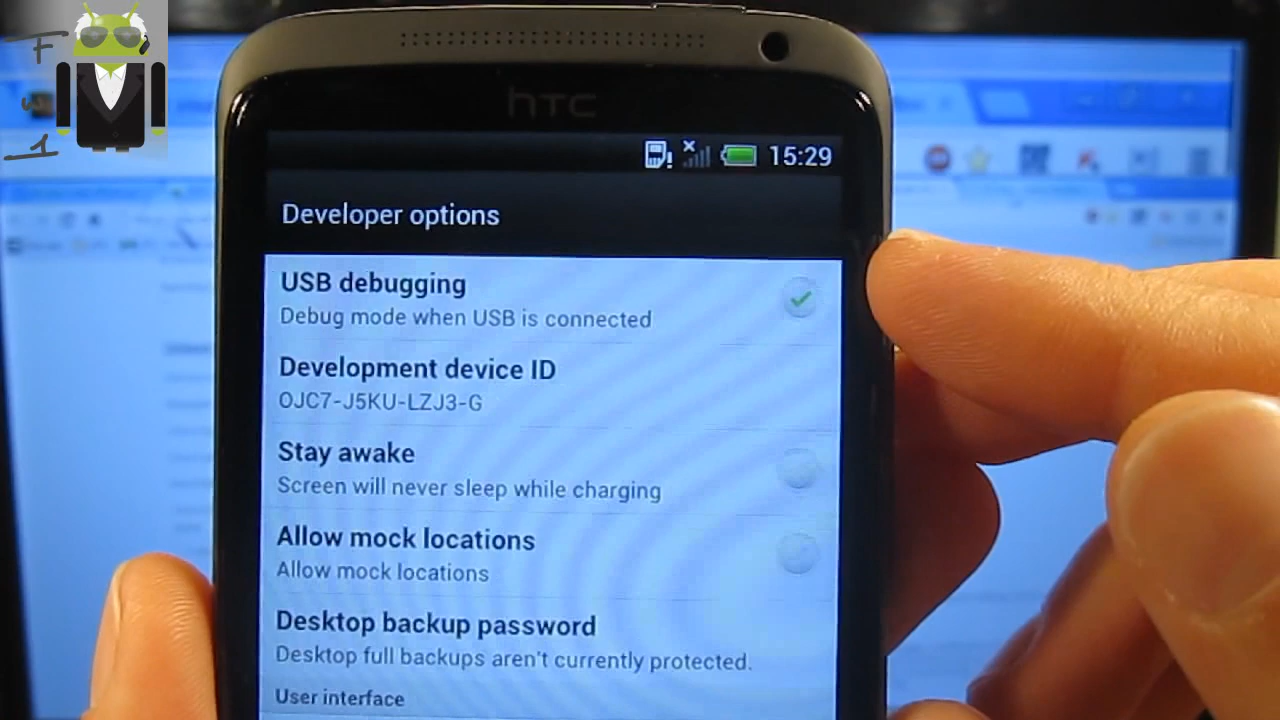 F
1
hTC
15:29
Developer options
USB debugging
Debug mode when USB is connected
Development device ID
OJC7-J5KU-LZJ3-G
Stay awake
Screen will never sleep while charging
Allow mock locations
Allow mock locations
Desktop backup password
Desktop full backups aren't currently protected.
User interface